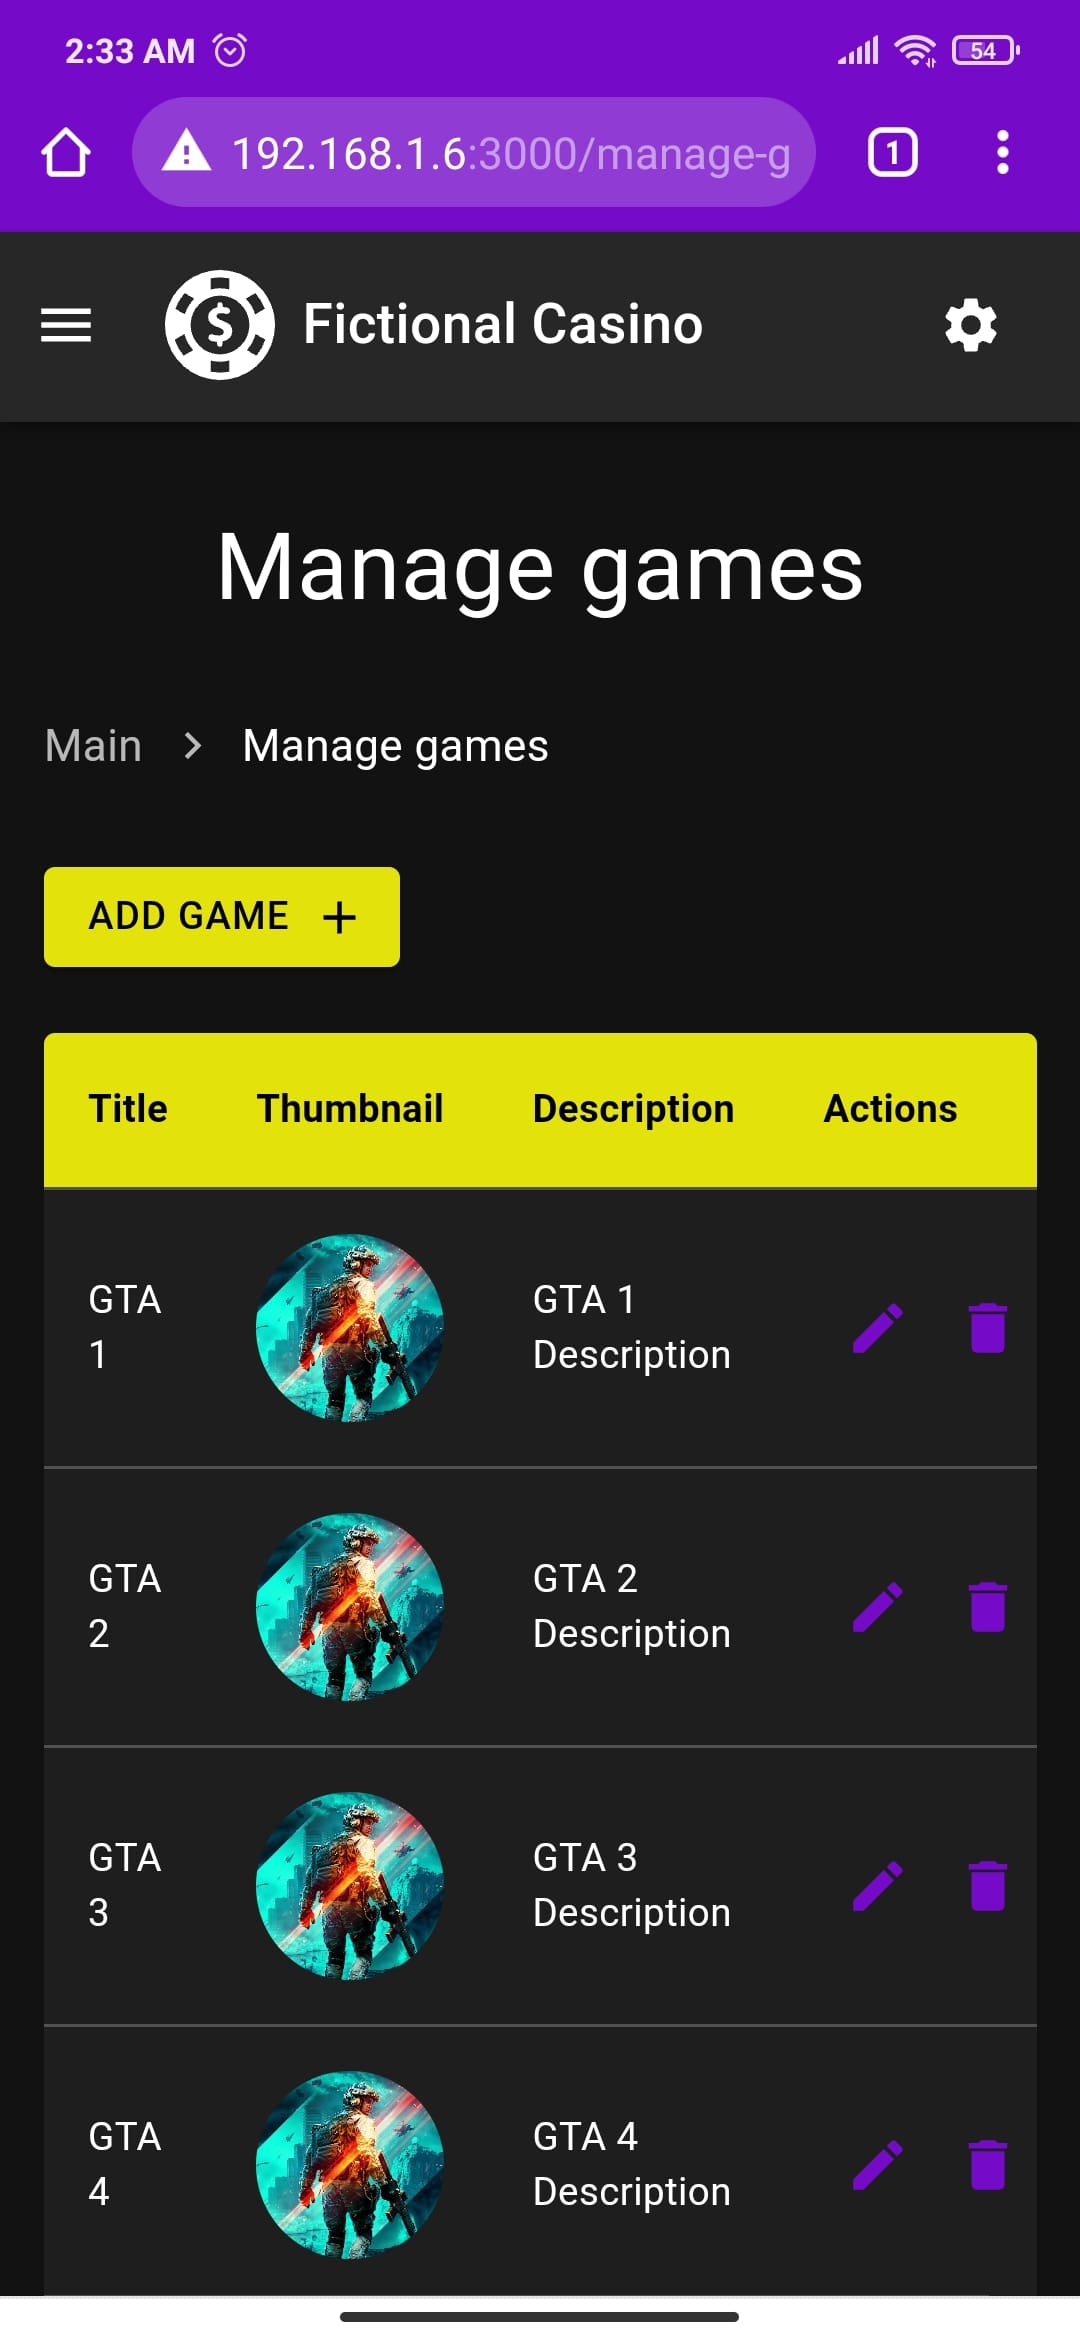 2:33 AM
54
192.168.1.6:3000/manage-g
1
$
Fictional Casino
Manage games
Main > Manage games
ADD GAME +
Title Thumbnail Description Actions
GTA
1
GTA 1
Description
GTA
2
GTA 2
Description
GTA
3
GTA 3
Description
GTA
4
GTA 4
Description